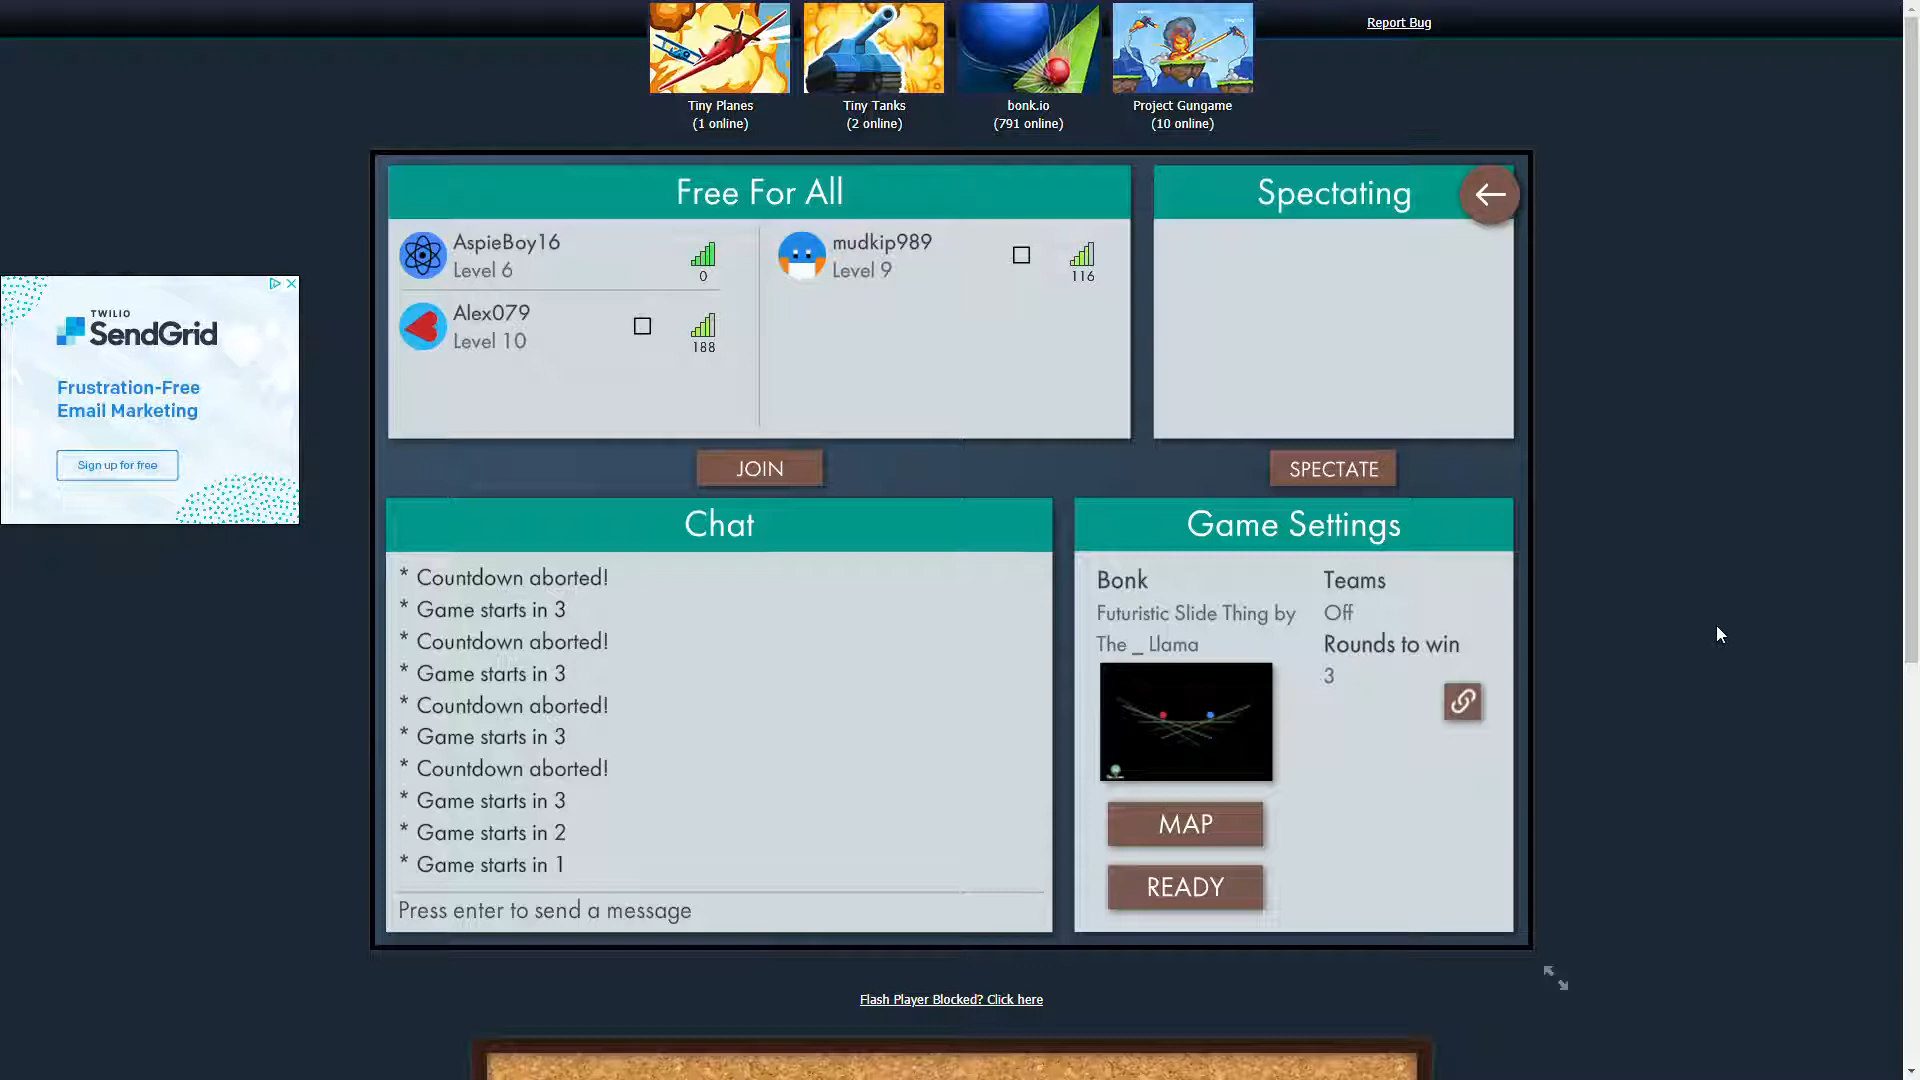 Report Bug
Tiny Planes
(1 online)
Tiny Tanks
(2 online)
bonk.io
(791 online)
Project Gungame
(10 online)
Free For All
AspieBoy16
Level 6
0
Alex079
Level 10
188
mudkip989
Level 9
116
Spectating
JOIN
SPECTATE
TWILIO
SendGrid
Frustration-Free
Email Marketing
Sign up for free
Chat
* Countdown aborted!
* Game starts in 3
* Countdown aborted!
* Game starts in 3
* Countdown aborted!
* Game starts in 3
* Countdown aborted!
* Game starts in 3
* Game starts in 2
* Game starts in 1
Press enter to send a message
Game Settings
Bonk
Futuristic Slide Thing by
The _ Llama
Teams
Off
Rounds to win
3
MAP
READY
Flash Player Blocked? Click here